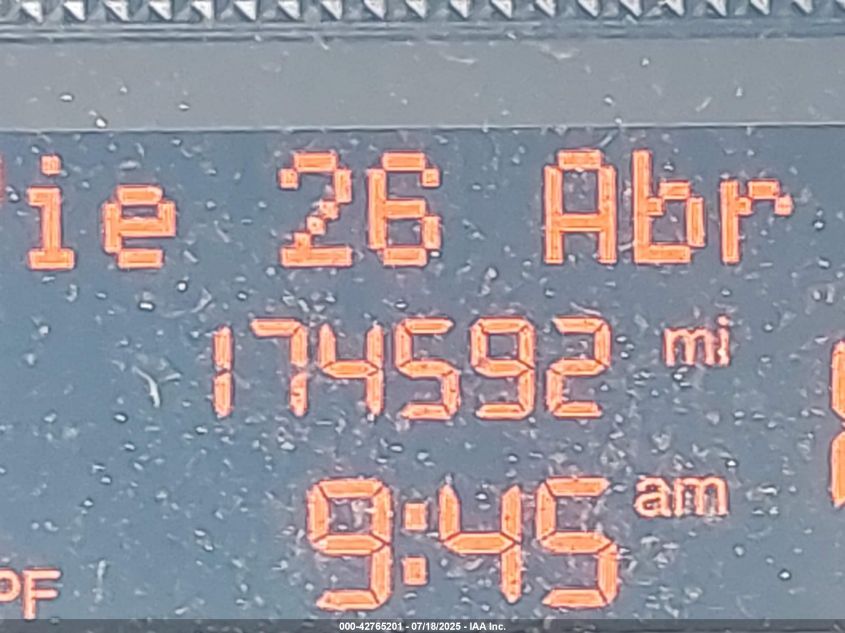 ie 26 Abr
174592 mi
9:45 am
PF
000-42765201 - 07/18/2025 - IAA Inc.